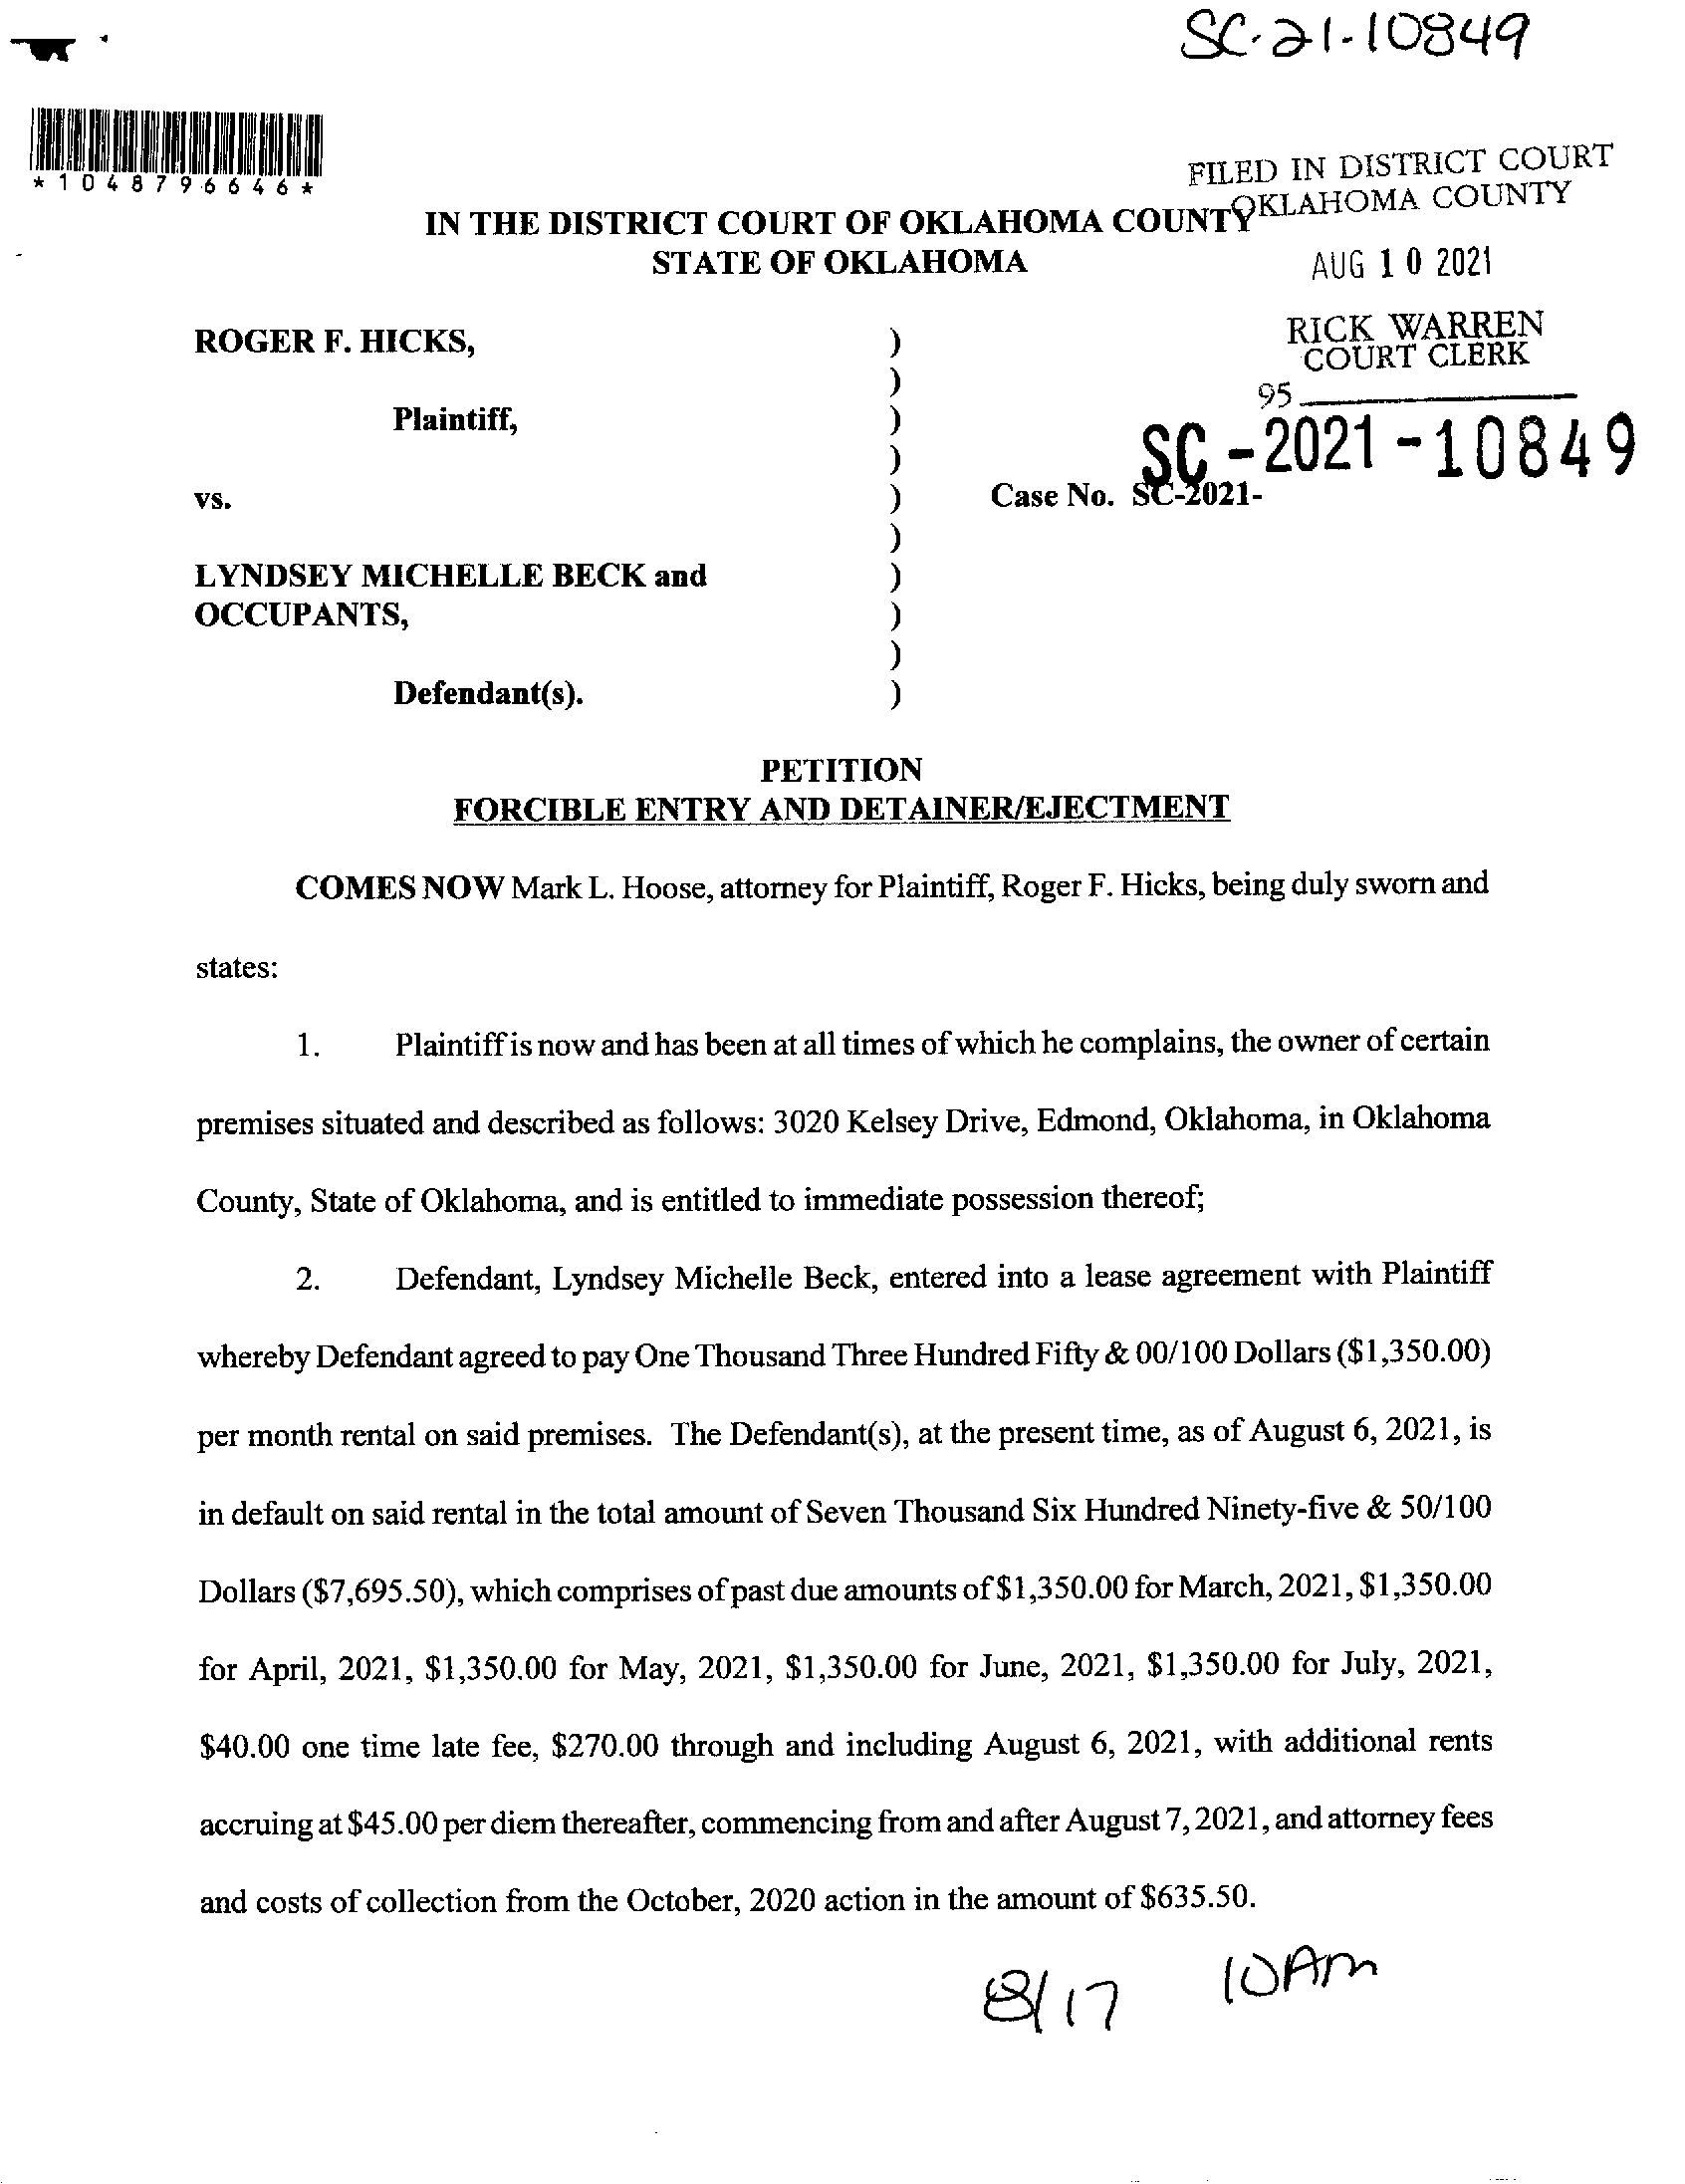 SC-21-10849
*1048796646*
FILED IN DISTRICT COURT
OKLAHOMA COUNTY
IN THE DISTRICT COURT OF OKLAHOMA COUNTY
STATE OF OKLAHOMA
AUG 10 2021
RICK WARREN
COURT CLERK
95
ROGER F. HICKS, )
)
Plaintiff, )
)
SC-2021-10849
vs. ) Case No. SC-2021-
)
LYNDSEY MICHELLE BECK and )
OCCUPANTS, )
)
Defendant(s). )
PETITION
FORCIBLE ENTRY AND DETAINER/EJECTMENT
COMES NOW Mark L. Hoose, attorney for Plaintiff, Roger F. Hicks, being duly sworn and
states:
1. Plaintiff is now and has been at all times of which he complains, the owner of certain
premises situated and described as follows: 3020 Kelsey Drive, Edmond, Oklahoma, in Oklahoma
County, State of Oklahoma, and is entitled to immediate possession thereof;
2. Defendant, Lyndsey Michelle Beck, entered into a lease agreement with Plaintiff
whereby Defendant agreed to pay One Thousand Three Hundred Fifty & 00/100 Dollars ($1,350.00)
per month rental on said premises. The Defendant(s), at the present time, as of August 6, 2021, is
in default on said rental in the total amount of Seven Thousand Six Hundred Ninety-five & 50/100
Dollars ($7,695.50), which comprises of past due amounts of $1,350.00 for March, 2021, $1,350.00
for April, 2021, $1,350.00 for May, 2021, $1,350.00 for June, 2021, $1,350.00 for July, 2021,
$40.00 one time late fee, $270.00 through and including August 6, 2021, with additional rents
accruing at $45.00 per diem thereafter, commencing from and after August 7, 2021, and attorney fees
and costs of collection from the October, 2020 action in the amount of $635.50.
8/17 10AM